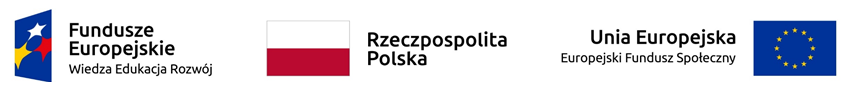 Fundusze
Europejskie
Wiedza Edukacja Rozwój
Rzeczpospolita
Polska
Unia Europejska
Europejski Fundusz Społeczny